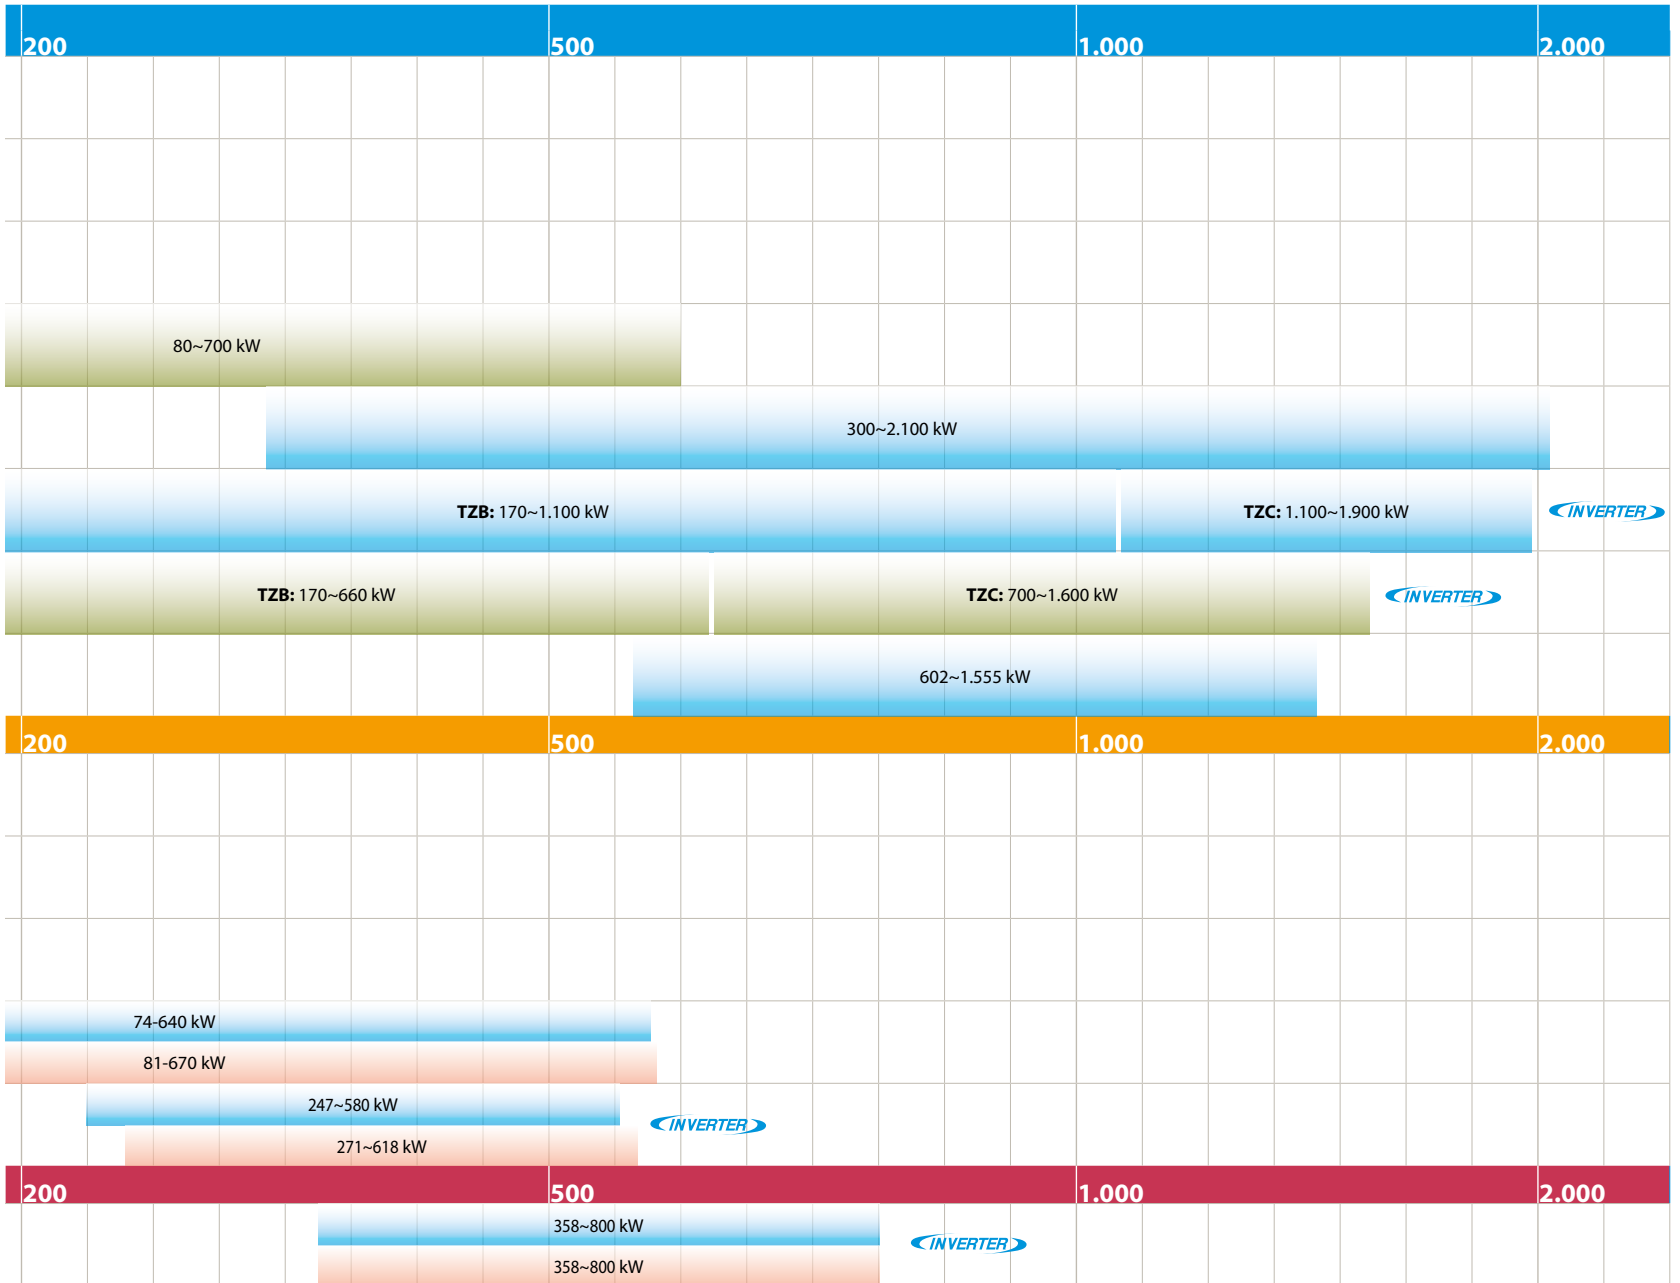 200 500 1.000 2.000
80~700 kW
300~2.100 kW
TZB: 170~1.100 kW TZC: 1.100~1.900 kW INVERTER
TZB: 170~660 kW TZC: 700~1.600 kW INVERTER
602~1.555 kW
200 500 1.000 2.000
74-640 kW
81-670 kW
247~580 kW
INVERTER
271~618 kW
200 500 1.000 2.000
358~800 kW
INVERTER
358~800 kW